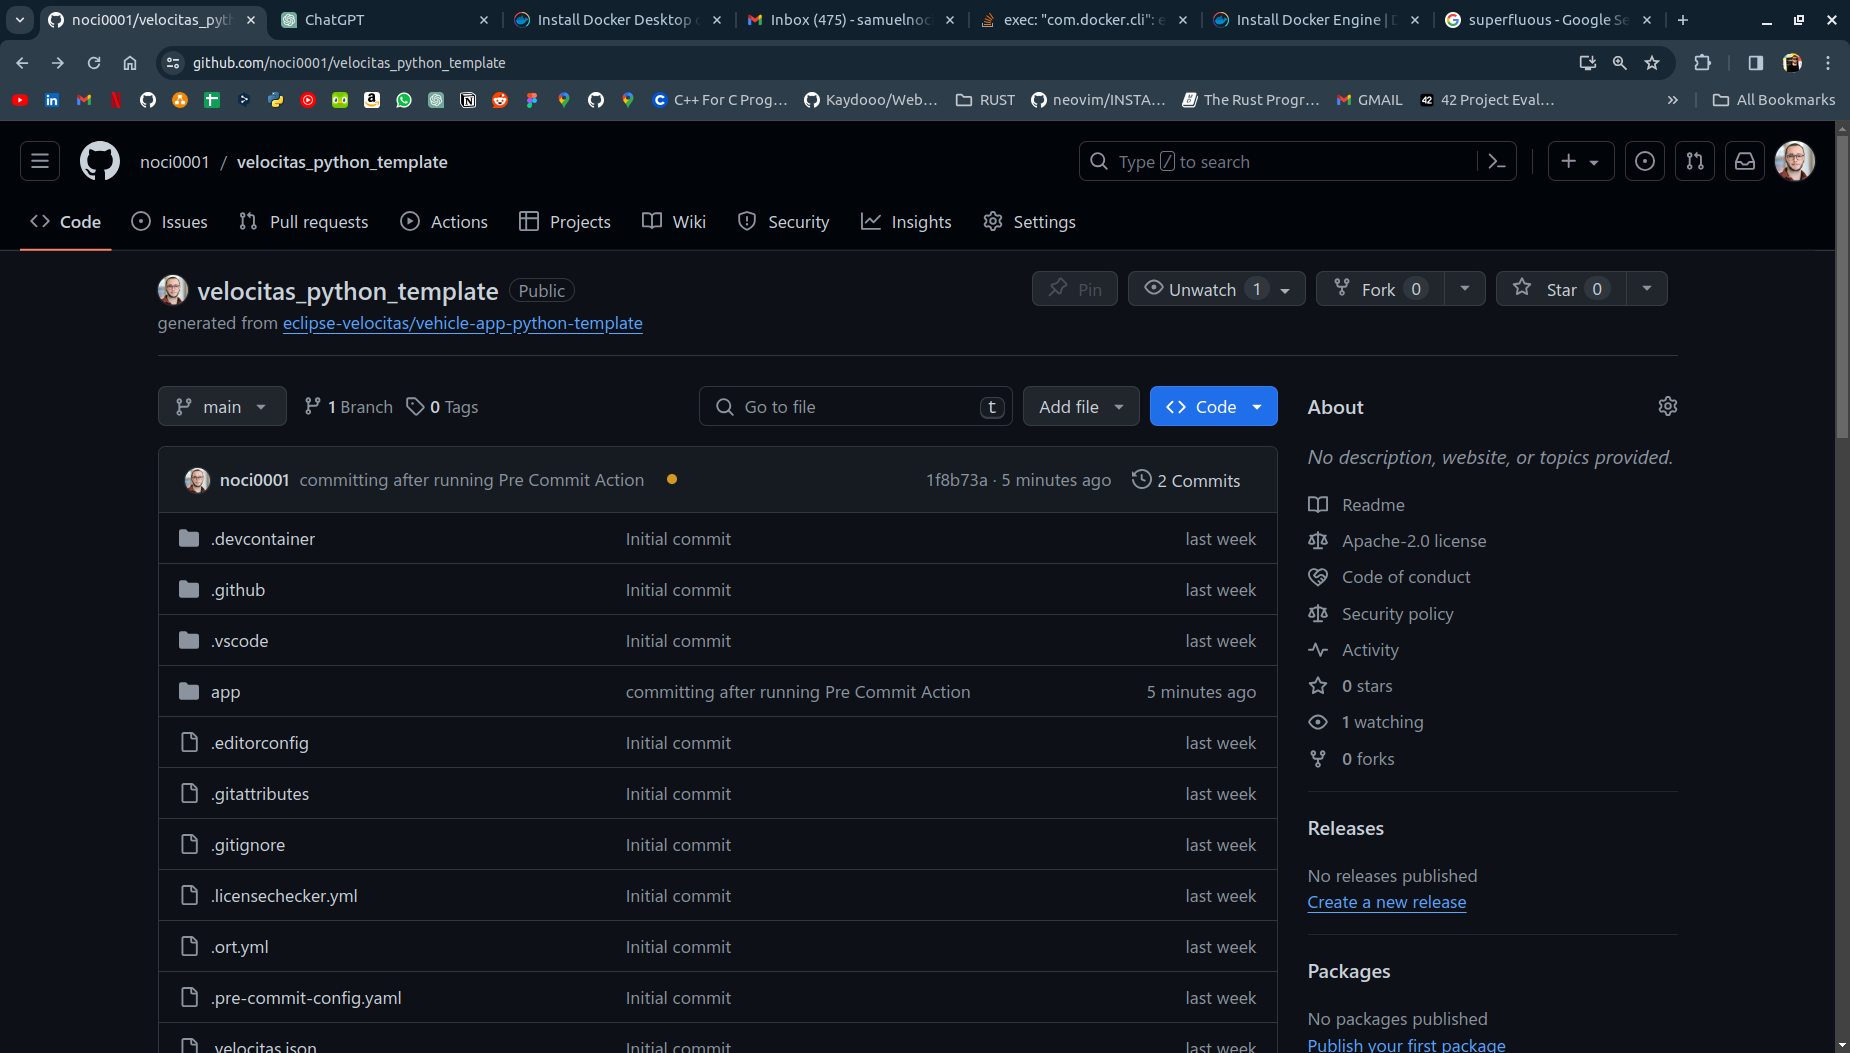 noci0001/velocitas_pyth
ChatGPT
Install Docker Desktop
Inbox (475) - samuelnoc
exec: "com.docker.cli": e
Install Docker Engine | D
superfluous - Google Se
github.com/noci0001/velocitas_python_template
C++ For C Prog...
Kaydooo/Web...
RUST
neovim/INSTA...
The Rust Progr...
GMAIL
42 Project Eval...
»
All Bookmarks
noci0001 / velocitas_python_template
Type / to search
Code
Issues
Pull requests
Actions
Projects
Wiki
Security
Insights
Settings
velocitas_python_template Public
Pin
Unwatch 1
Fork 0
Star 0
generated from eclipse-velocitas/vehicle-app-python-template
main
1 Branch
0 Tags
Go to file t
Add file
Code
noci0001 committing after running Pre Commit Action 1f8b73a · 5 minutes ago 2 Commits
.devcontainer Initial commit last week
.github Initial commit last week
.vscode Initial commit last week
app committing after running Pre Commit Action 5 minutes ago
.editorconfig Initial commit last week
.gitattributes Initial commit last week
.gitignore Initial commit last week
.licensechecker.yml Initial commit last week
.ort.yml Initial commit last week
.pre-commit-config.yaml Initial commit last week
.velocitas.json Initial commit last week
About
No description, website, or topics provided.
Readme
Apache-2.0 license
Code of conduct
Security policy
Activity
0 stars
1 watching
0 forks
Releases
No releases published
Create a new release
Packages
No packages published
Publish your first package